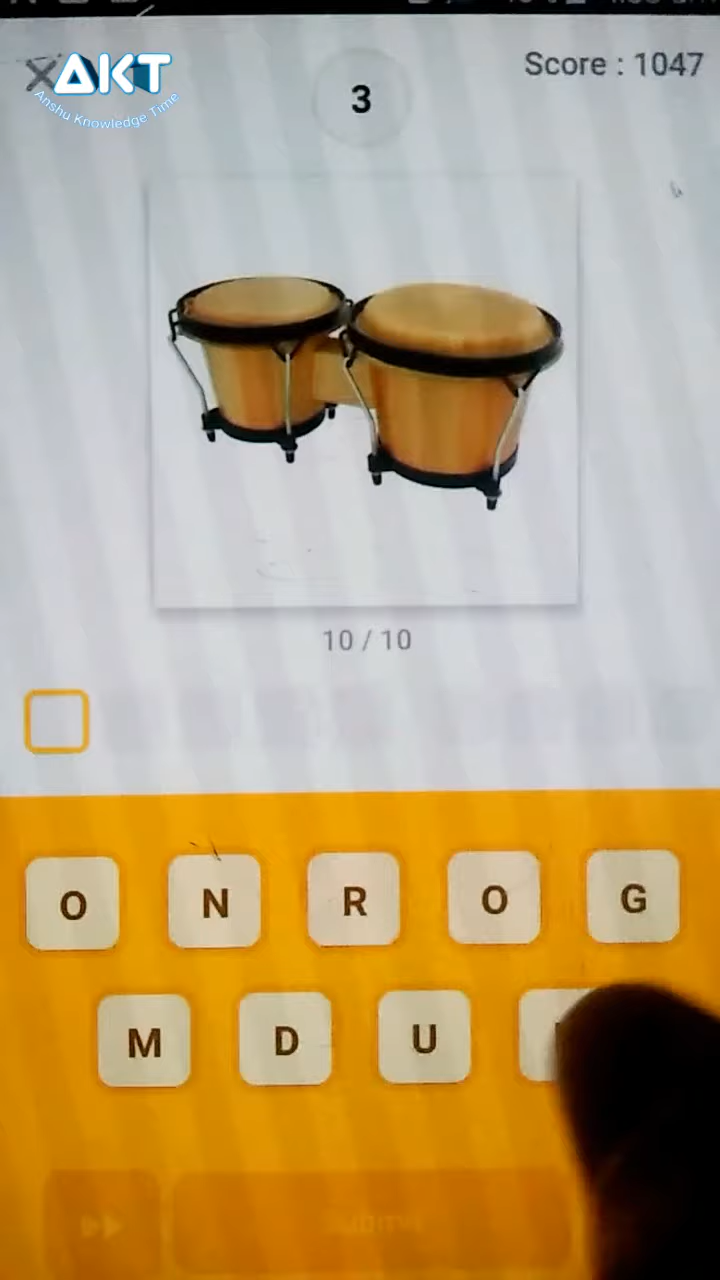 AKT
Anshu Knowledge Time
3
Score : 1047
10 / 10
O N R O G
M D U